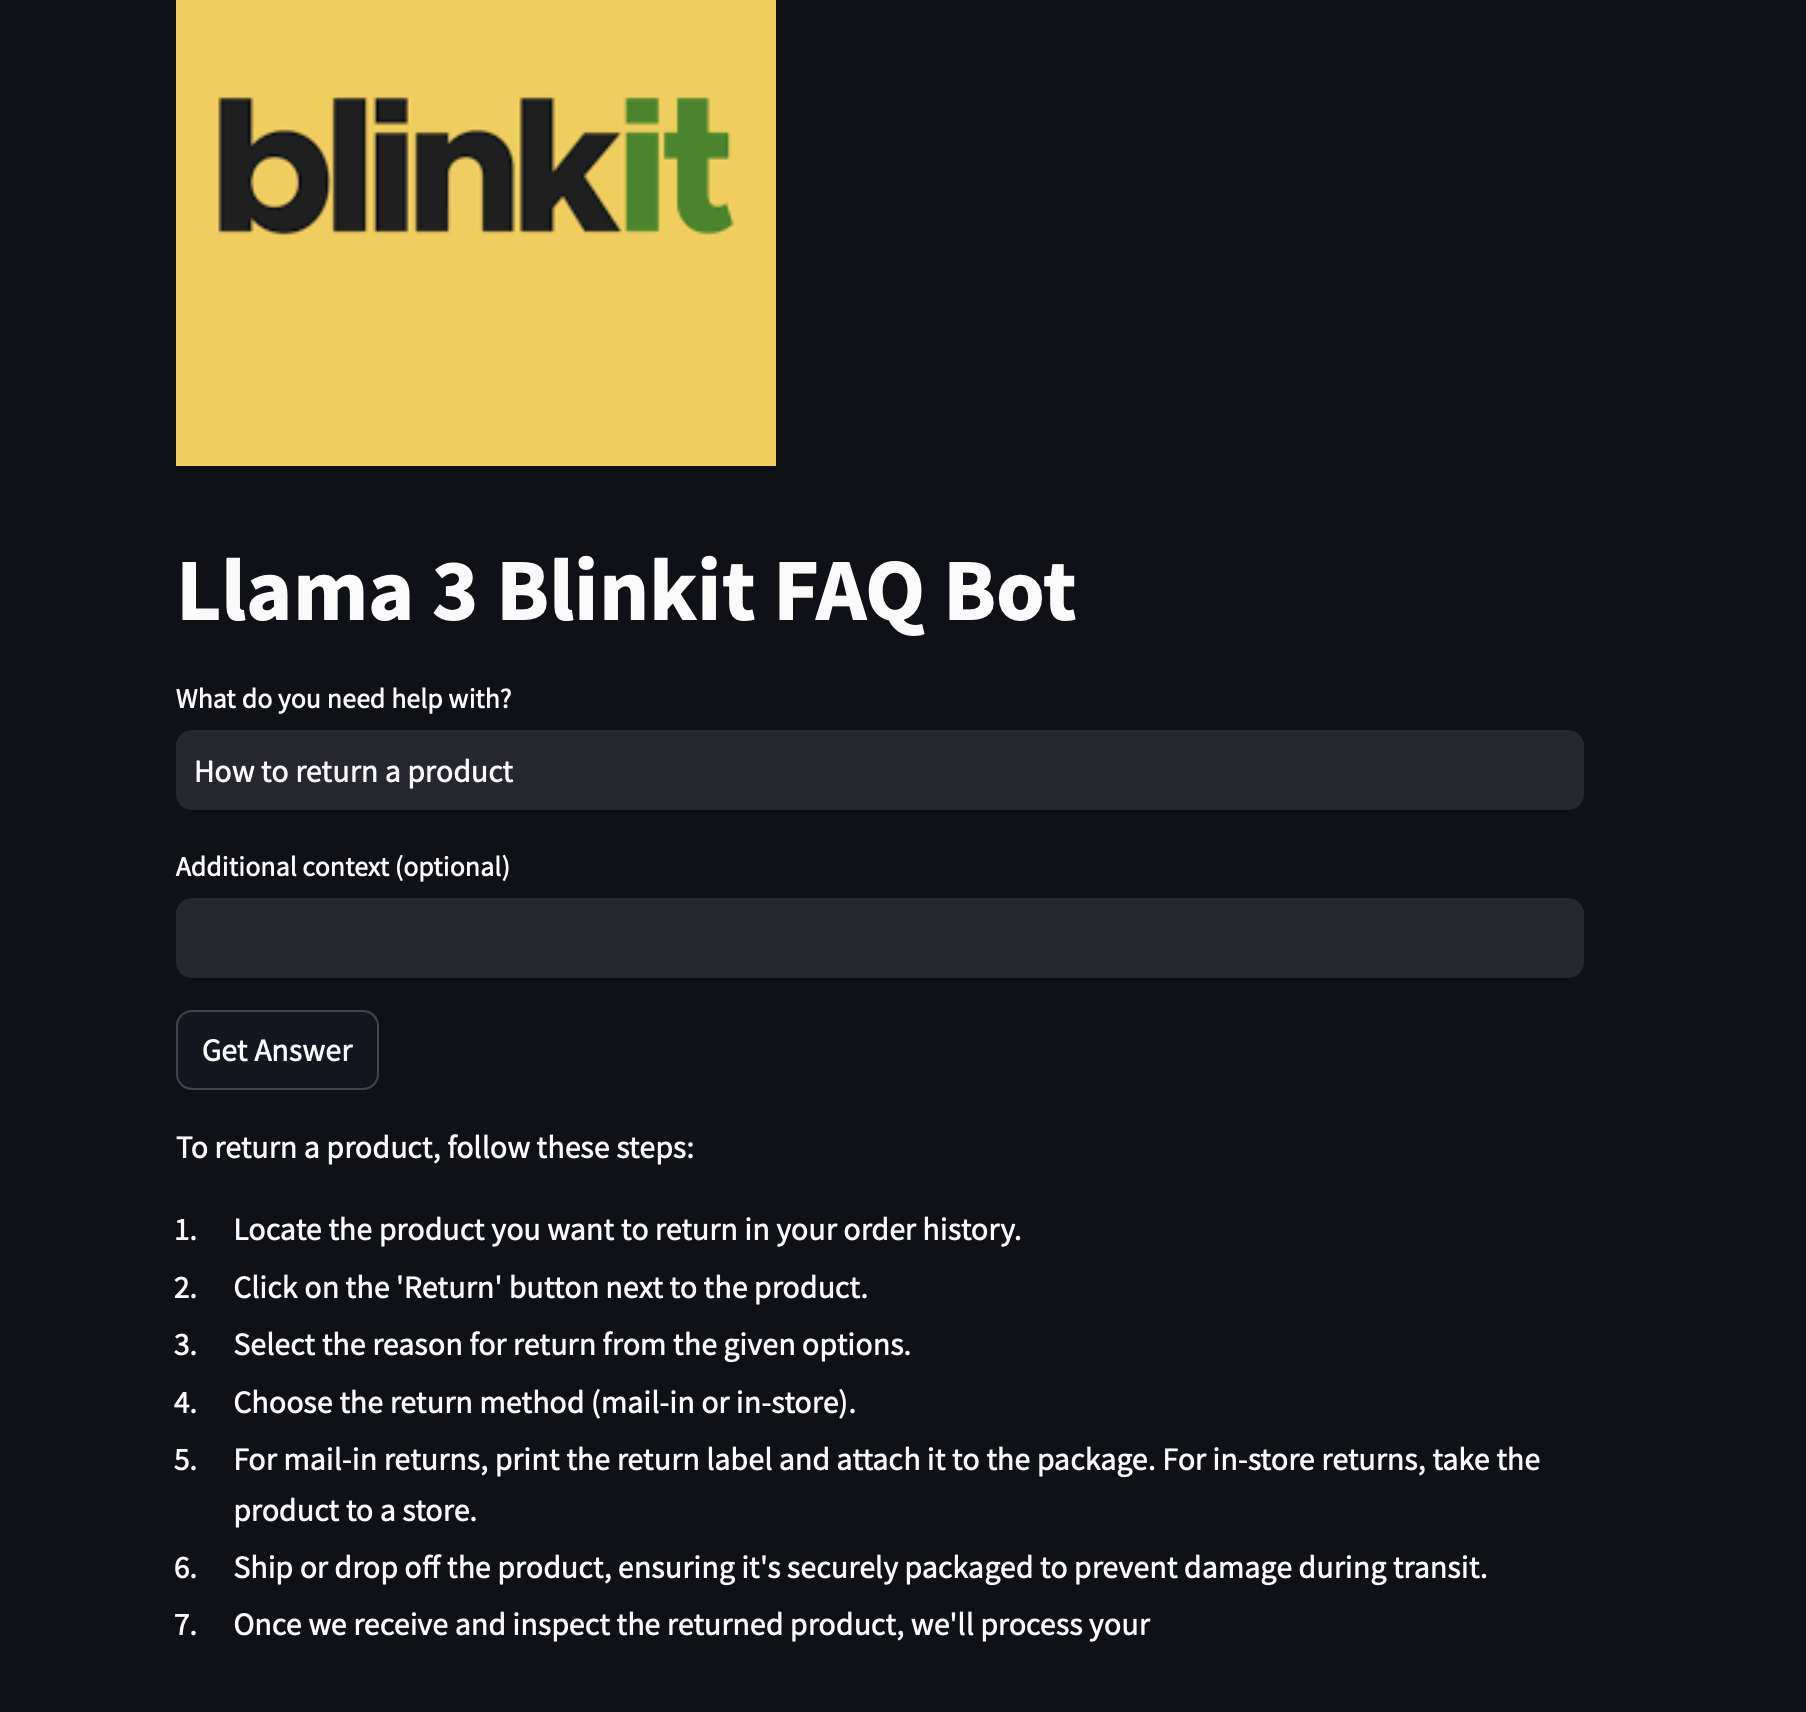 blinkit
Llama 3 Blinkit FAQ Bot
What do you need help with?
How to return a product
Additional context (optional)
Get Answer
To return a product, follow these steps:
1. Locate the product you want to return in your order history.
2. Click on the 'Return' button next to the product.
3. Select the reason for return from the given options.
4. Choose the return method (mail-in or in-store).
5. For mail-in returns, print the return label and attach it to the package. For in-store returns, take the
product to a store.
6. Ship or drop off the product, ensuring it's securely packaged to prevent damage during transit.
7. Once we receive and inspect the returned product, we'll process your